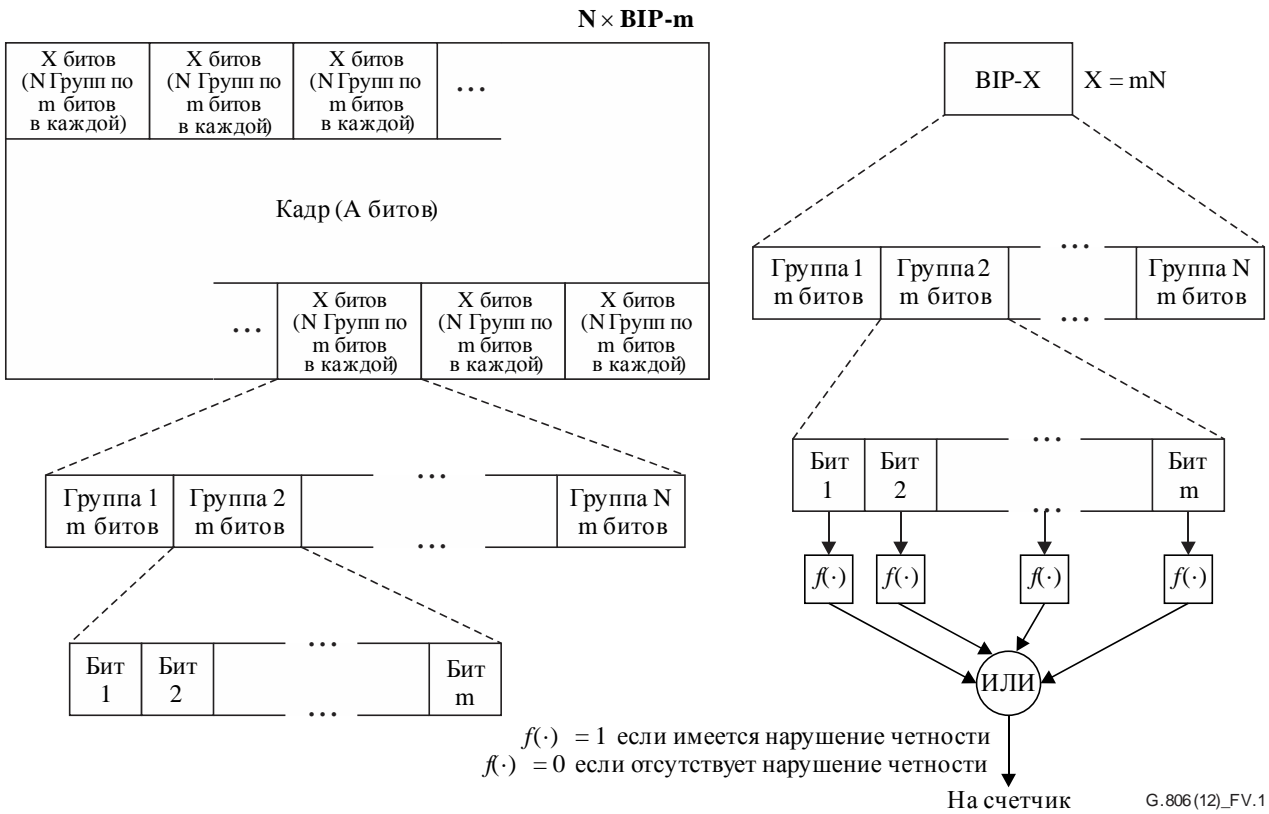 N × BIP-m
X битов
(N Групп по
m битов
в каждой)
X битов
(N Групп по
m битов
в каждой)
X битов
(N Групп по
m битов
в каждой)
...
Кадр (A битов)
...
X битов
(N Групп по
m битов
в каждой)
X битов
(N Групп по
m битов
в каждой)
X битов
(N Групп по
m битов
в каждой)
Группа 1
m битов
Группа 2
m битов
...
...
Группа N
m битов
Бит
1
Бит
2
...
...
Бит
m
BIP-X
X = mN
Группа 1
m битов
Группа 2
m битов
...
...
Группа N
m битов
Бит
1
Бит
2
...
...
Бит
m
f(·)
f(·)
f(·)
f(·)
ИЛИ
f(·) = 1 если имеется нарушение четности
f(·) = 0 если отсутствует нарушение четности
На счетчик
G.806(12)_FV.1